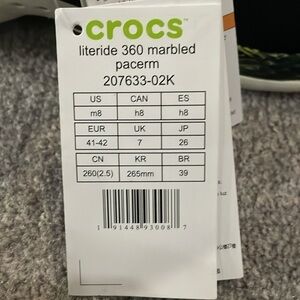 crocs™
literide 360 marbled
pacerm
207633-02K
US CAN ES
m8 h8 h8
EUR UK JP
41-42 7 26
CN KR BR
260(2.5) 265mm 39
1 91448 93008 7